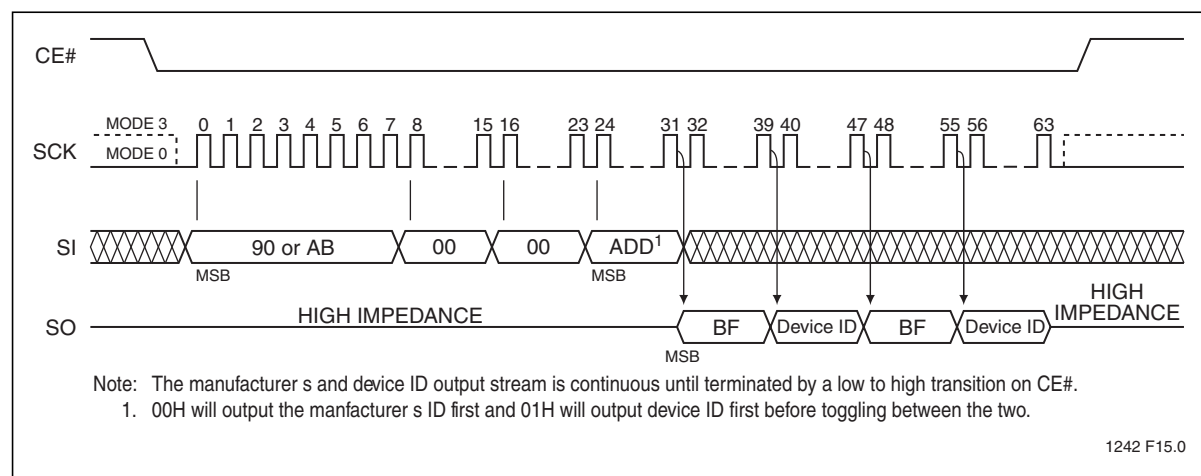 CE#
MODE 3
0 1 2 3 4 5 6 7 8 15 16 23 24 31 32 39 40 47 48 55 56 63
SCK
MODE 0
SI
90 or AB 00 00 ADD1
MSB MSB
HIGH IMPEDANCE
HIGH IMPEDANCE
SO
BF Device ID BF Device ID
MSB
Note: The manufacturer s and device ID output stream is continuous until terminated by a low to high transition on CE#.
1. 00H will output the manfacturer s ID first and 01H will output device ID first before toggling between the two.
1242 F15.0